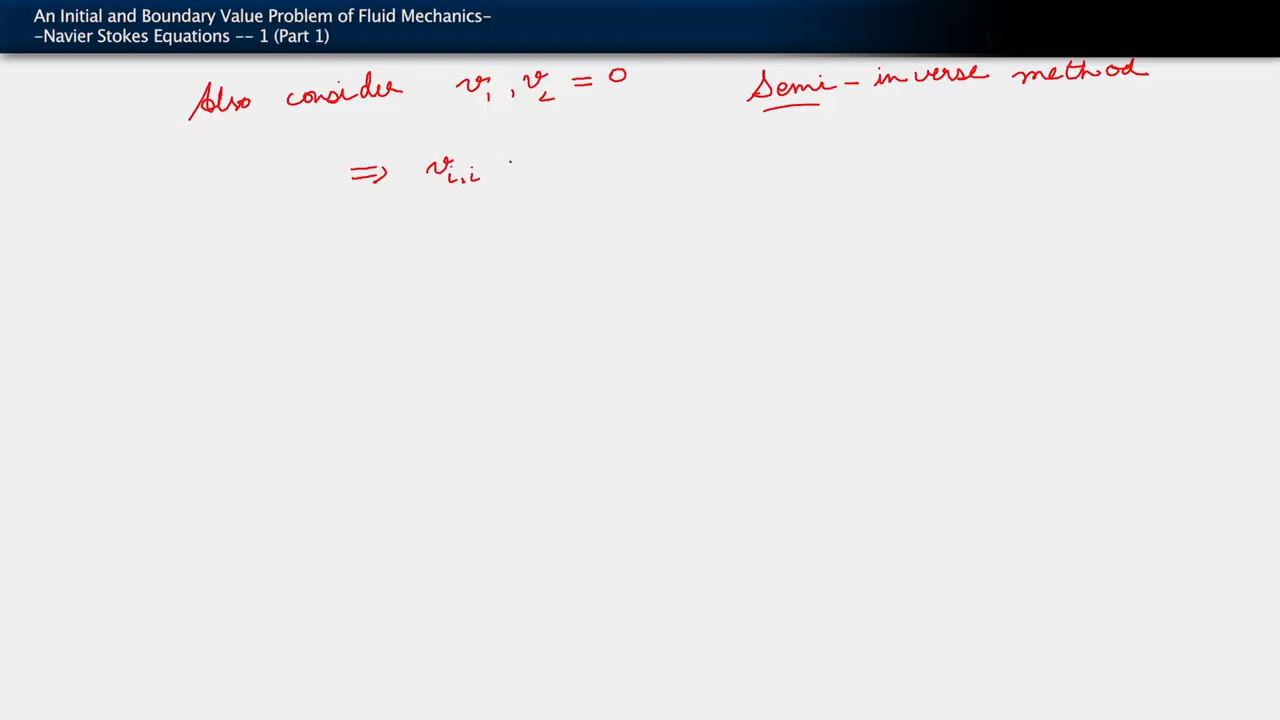 An Initial and Boundary Value Problem of Fluid Mechanics-
-Navier Stokes Equations -- 1 (Part 1)
Also consider v₁, v₂ = 0 Semi-inverse method
⇒ vᵢ,ᵢ